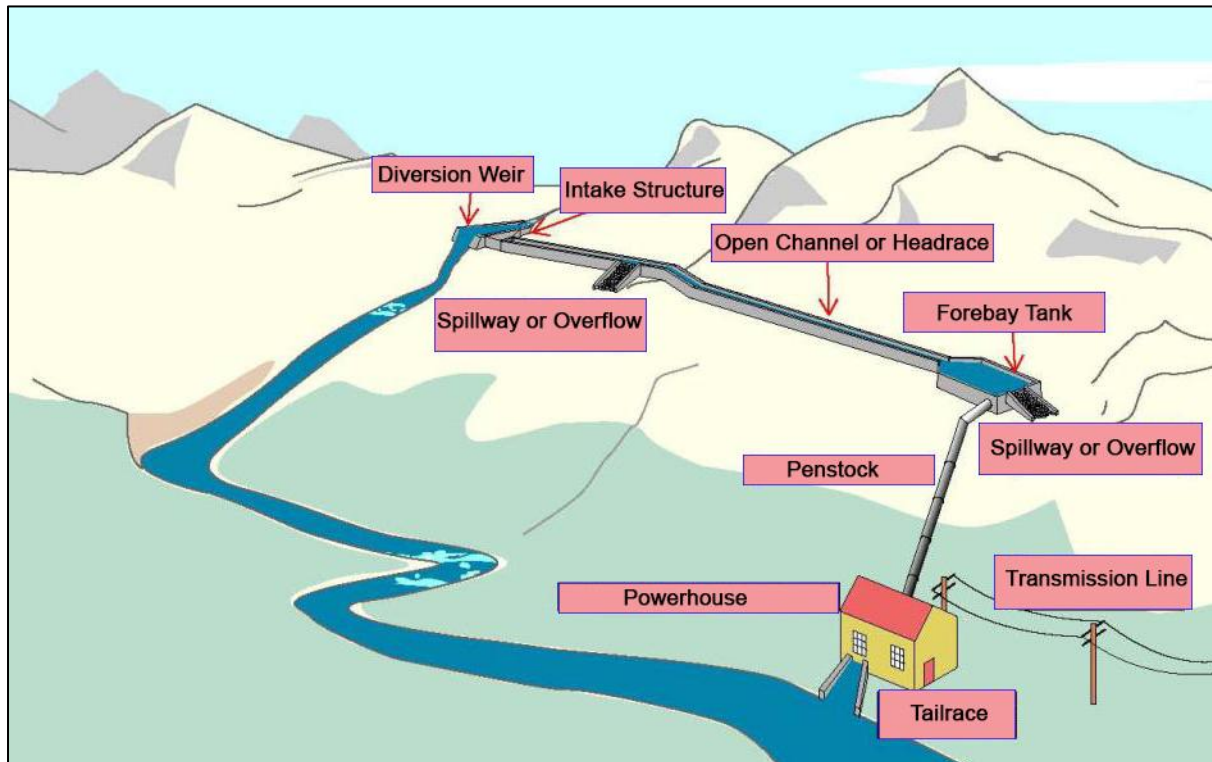 Diversion Weir
Intake Structure
Open Channel or Headrace
Spillway or Overflow
Forebay Tank
Spillway or Overflow
Penstock
Transmission Line
Powerhouse
Tailrace